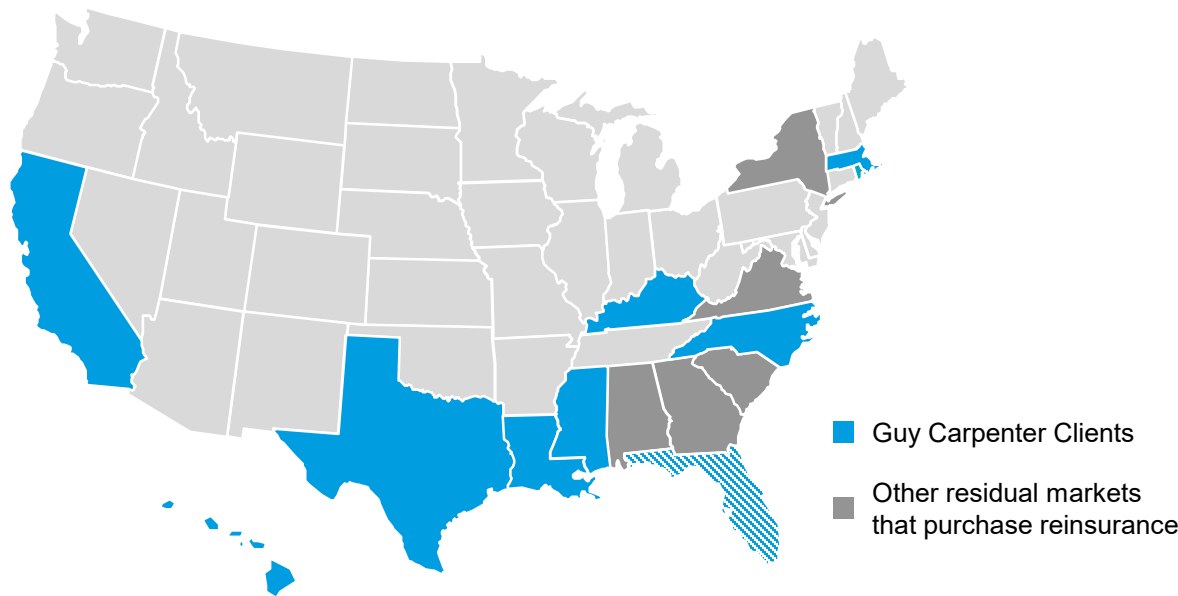 Guy Carpenter Clients
Other residual markets
that purchase reinsurance